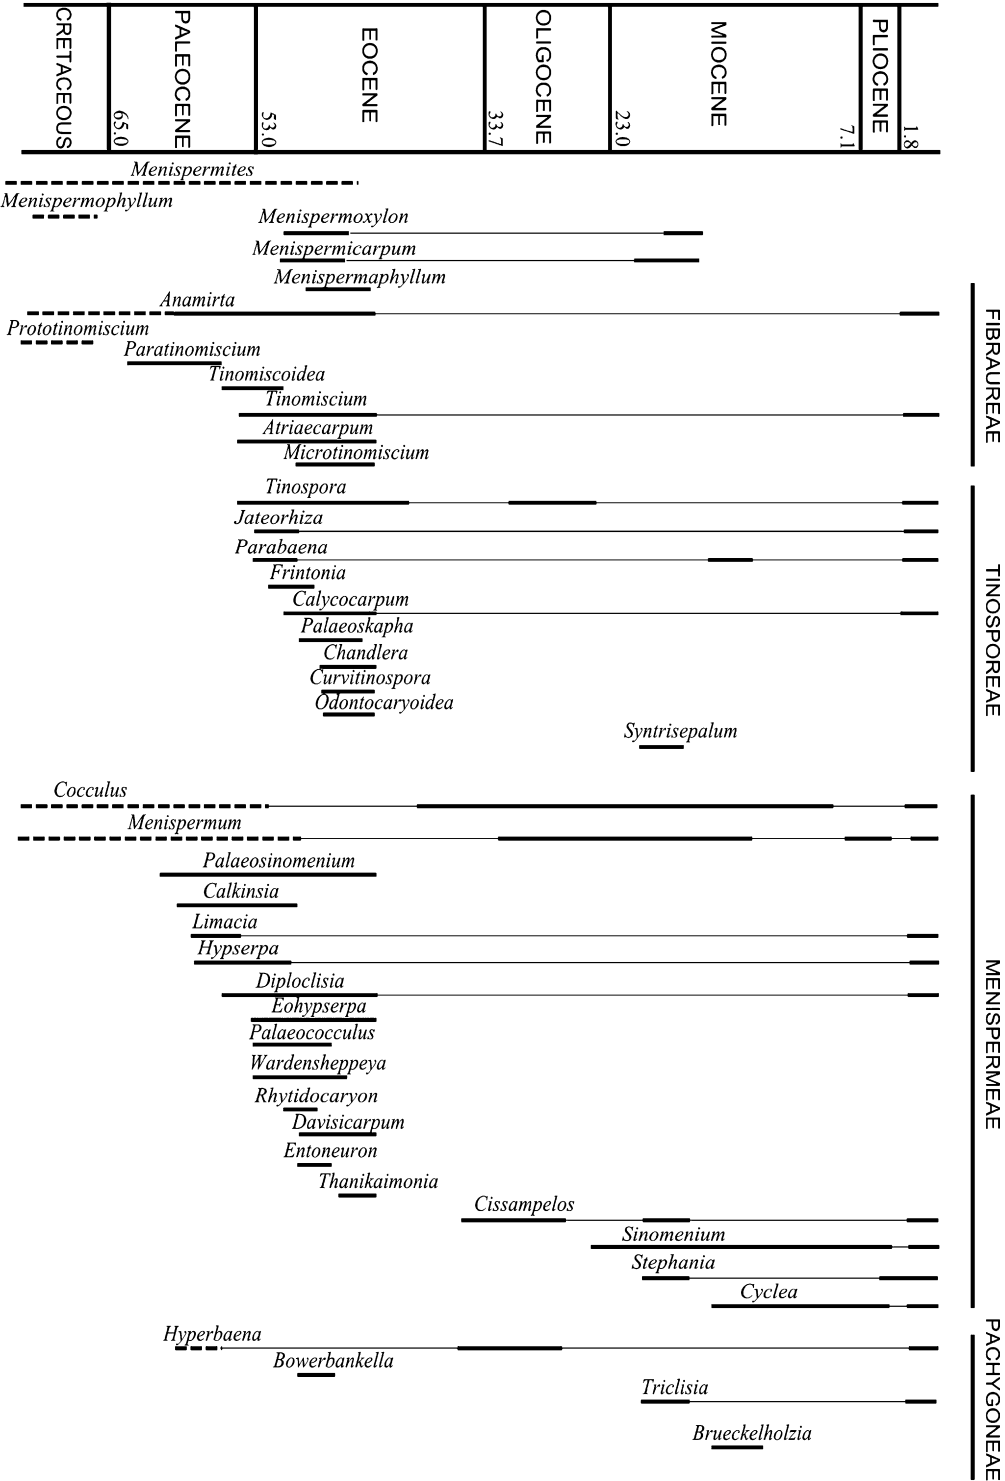 CRETACEOUS
65.0
PALEOCENE
53.0
EOCENE
33.7
OLIGOCENE
23.0
MIOCENE
7.1
PLIOCENE
1.8
Menispermites
Menispermophyllum
Menispermoxylon
Menispermicarpum
Menispermaphyllum
FIBRAUREAE
Anamirta
Prototinomiscium
Paratinomiscium
Tinomiscoidea
Tinomiscium
Atriaecarpum
Microtinomiscium
TINOSPOREAE
Tinospora
Jateorhiza
Parabaena
Frintonia
Calycocarpum
Palaeoskapha
Chandlera
Curvitinospora
Odontocaryoidea
Syntrisepalum
MENISPERMEAE
Cocculus
Menispermum
Palaeosinomenium
Calkinsia
Limacia
Hypserpa
Diploclisia
Eohypserpa
Palaeococculus
Wardensheppeya
Rhytidocaryon
Davisicarpum
Entoneuron
Thanikaimonia
Cissampelos
Sinomenium
Stephania
Cyclea
PACHYGONEAE
Hyperbaena
Bowerbankella
Triclisia
Brueckelholzia